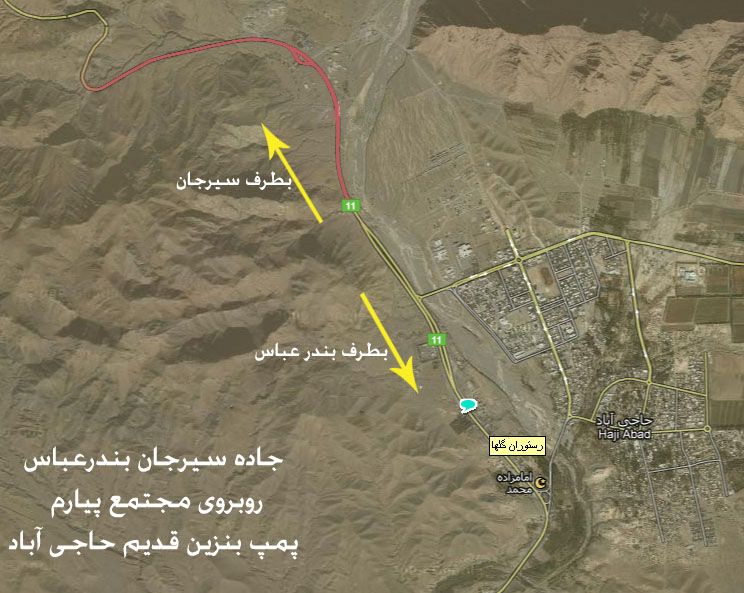 بطرف سیرجان
11
بطرف بندر عباس
11
حاجی آباد
Haji Abad
رستوران گلها
امامزاده
محمد
جاده سیرجان بندرعباس
روبروی مجتمع پیارم
پمپ بنزین قدیم حاجی آباد